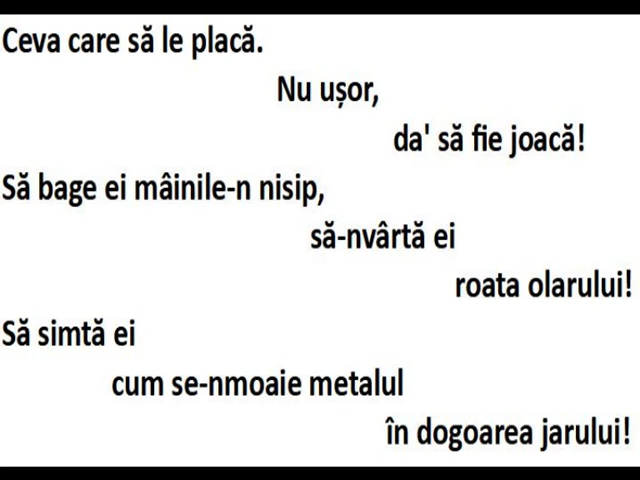 Ceva care să le placă.
Nu ușor,
da' să fie joacă!
Să bage ei mâinile-n nisip,
să-nvârtă ei
roata olarului!
Să simtă ei
cum se-nmoaie metalul
în dogoarea jarului!